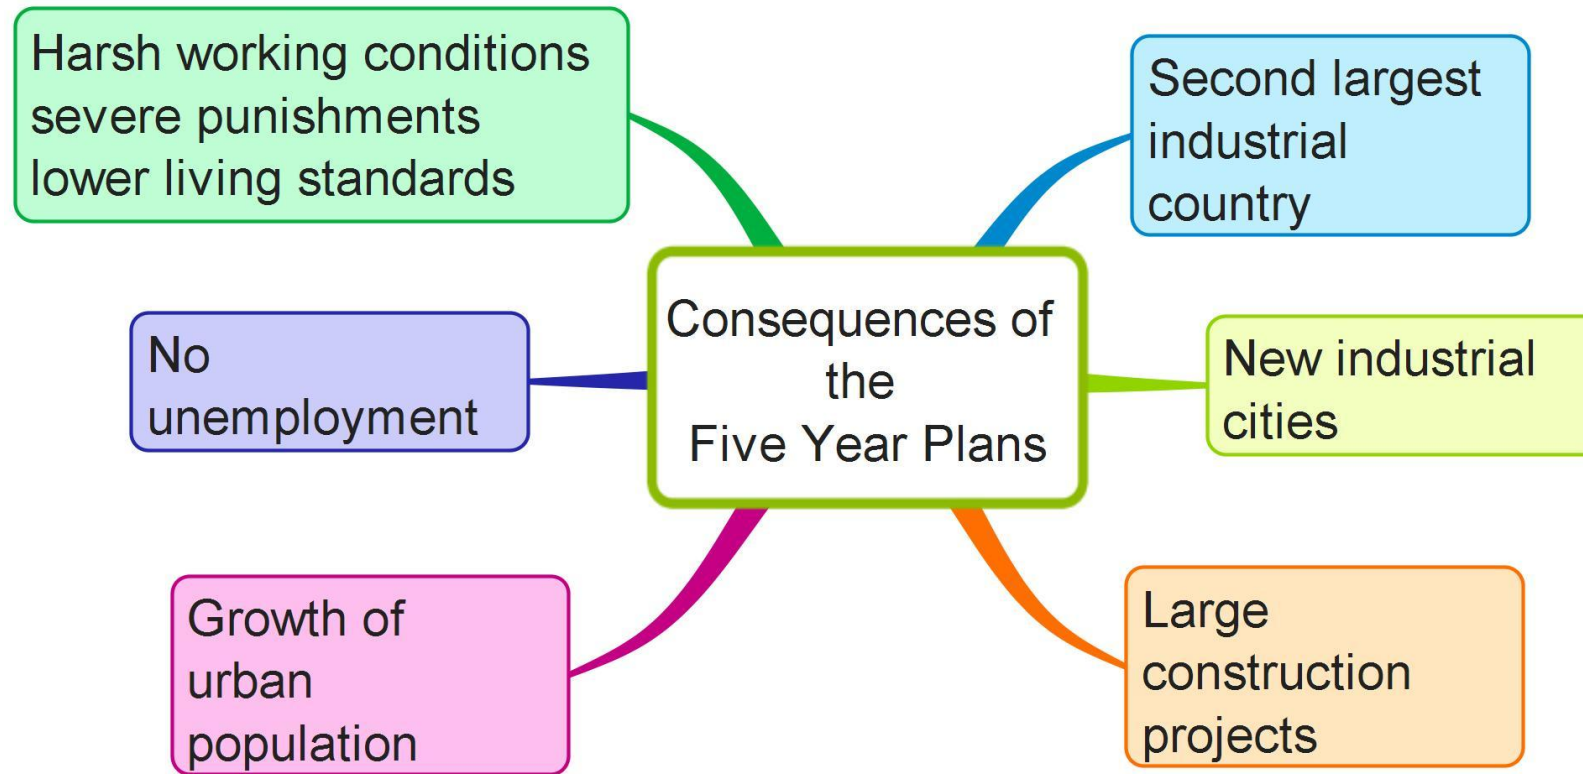 Harsh working conditions
severe punishments
lower living standards
Second largest
industrial
country
Consequences of
the
Five Year Plans
No
unemployment
New industrial
cities
Growth of
urban
population
Large
construction
projects